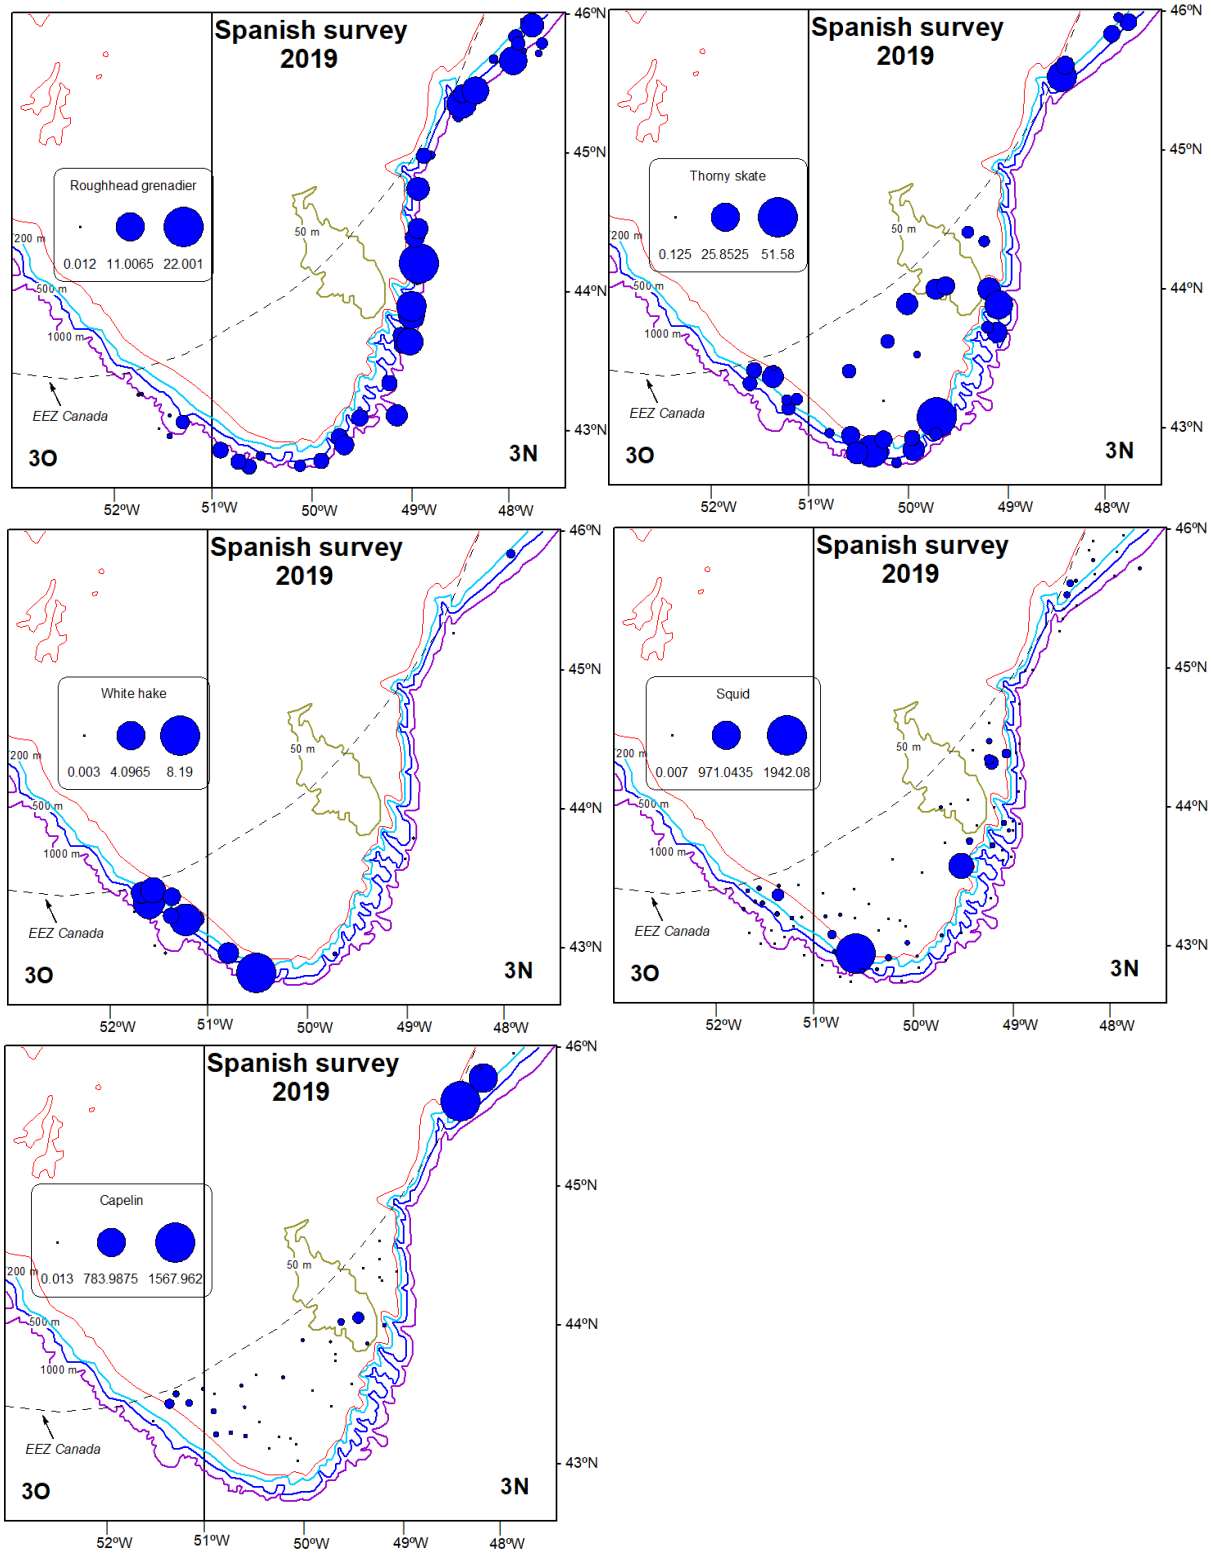 Spanish survey
2019
46ºN
45ºN
Roughhead grenadier
0.012 11.0065 22.001
50 m
200 m
500 m
1000 m
44ºN
EEZ Canada
43ºN
3O
3N
52ºW 51ºW 50ºW 49ºW 48ºW
Spanish survey
2019
46ºN
45ºN
Thorny skate
0.125 25.8525 51.58
50 m
200 m
500 m
1000 m
44ºN
EEZ Canada
43ºN
3O
3N
52ºW 51ºW 50ºW 49ºW 48ºW
Spanish survey
2019
46ºN
45ºN
White hake
0.003 4.0965 8.19
50 m
200 m
500 m
1000 m
44ºN
EEZ Canada
43ºN
3O
3N
52ºW 51ºW 50ºW 49ºW 48ºW
Spanish survey
2019
46ºN
45ºN
Squid
0.007 971.0435 1942.08
50 m
200 m
500 m
1000 m
44ºN
EEZ Canada
43ºN
3O
3N
52ºW 51ºW 50ºW 49ºW 48ºW
Spanish survey
2019
46ºN
45ºN
Capelin
0.013 783.9875 1567.962
50 m
200 m
500 m
1000 m
44ºN
EEZ Canada
43ºN
3O
3N
52ºW 51ºW 50ºW 49ºW 48ºW